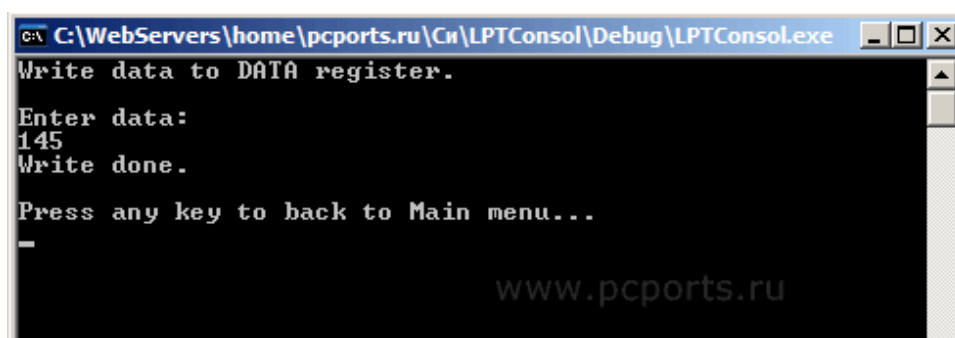 C:\WebServers\home\pcports.ru\Си\LPTConsol\Debug\LPTConsol.exe
Write data to DATA register.
Enter data:
145
Write done.
Press any key to back to Main menu...
www.pcports.ru